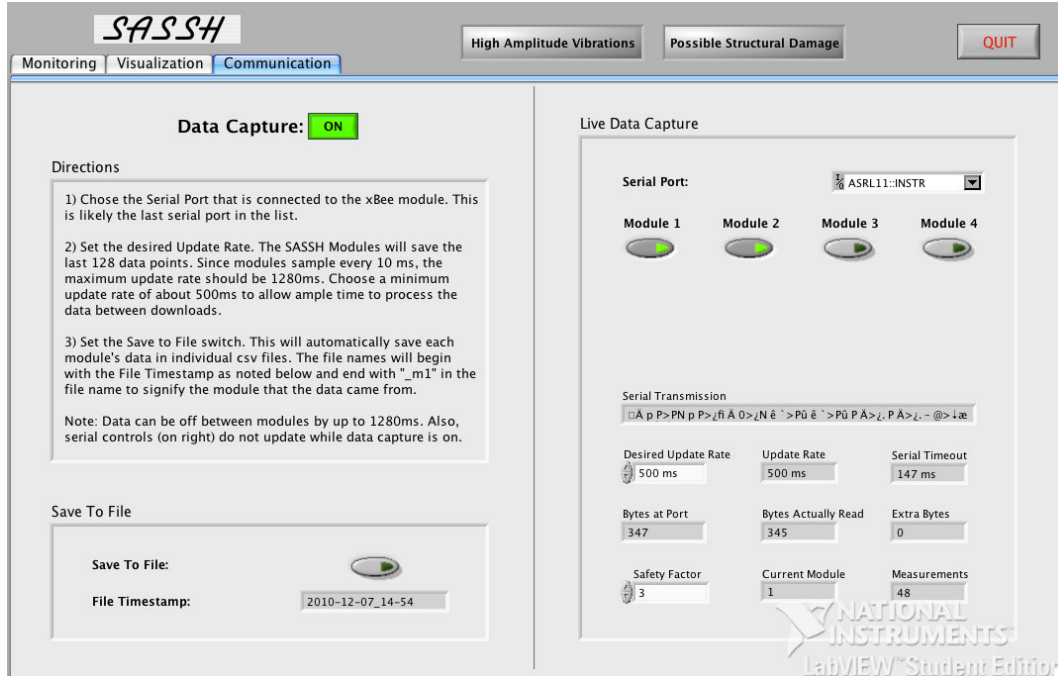 SASSH
High Amplitude Vibrations
Possible Structural Damage
QUIT
Monitoring
Visualization
Communication
Data Capture:
ON
Directions
1) Chose the Serial Port that is connected to the xBee module. This
is likely the last serial port in the list.
2) Set the desired Update Rate. The SASSH Modules will save the
last 128 data points. Since modules sample every 10 ms, the
maximum update rate should be 1280ms. Choose a minimum
update rate of about 500ms to allow ample time to process the
data between downloads.
3) Set the Save to File switch. This will automatically save each
module's data in individual csv files. The file names will begin
with the File Timestamp as noted below and end with "_m1" in the
file name to signify the module that the data came from.
Note: Data can be off between modules by up to 1280ms. Also,
serial controls (on right) do not update while data capture is on.
Save To File
Save To File:
File Timestamp:
2010-12-07_14-54
Live Data Capture
Serial Port:
ASRL11::INSTR
Module 1
Module 2
Module 3
Module 4
Serial Transmission
Desired Update Rate
Update Rate
Serial Timeout
500 ms
500 ms
147 ms
Bytes at Port
Bytes Actually Read
Extra Bytes
347
345
0
Safety Factor
Current Module
Measurements
3
1
48
NATIONAL
INSTRUMENTS™
LabVIEW™ Student Edition